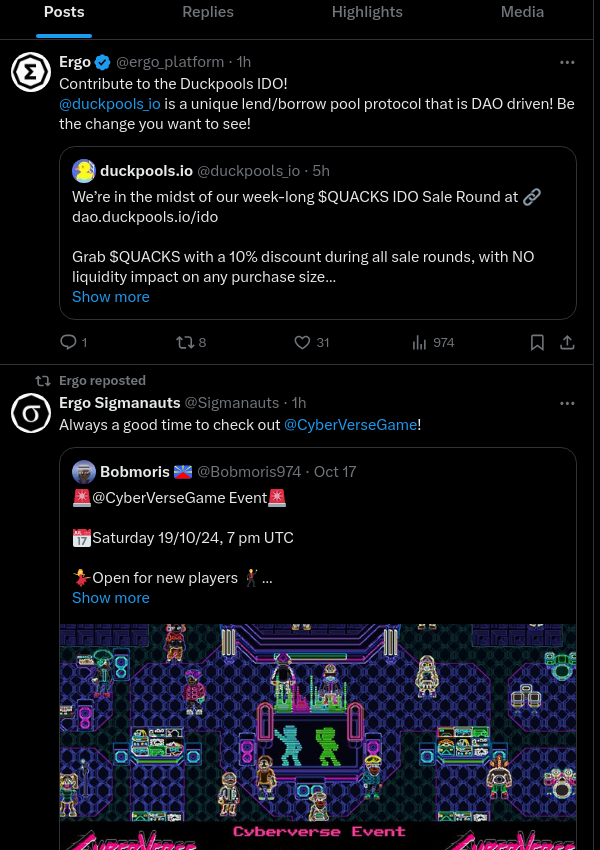 Posts Replies Highlights Media
Ergo @ergo_platform · 1h
Contribute to the Duckpools IDO!
@duckpools_io is a unique lend/borrow pool protocol that is DAO driven! Be
the change you want to see!
duckpools.io @duckpools_io · 5h
We’re in the midst of our week-long $QUACKS IDO Sale Round at 🔗
dao.duckpools.io/ido
Grab $QUACKS with a 10% discount during all sale rounds, with NO
liquidity impact on any purchase size...
Show more
1 8 31 974
Ergo reposted
Ergo Sigmanauts @Sigmanauts · 1h
Always a good time to check out @CyberVerseGame!
Bobmoris @Bobmoris974 · Oct 17
🚨@CyberVerseGame Event🚨
📅Saturday 19/10/24, 7 pm UTC
💃Open for new players 🕺...
Show more
Cyberverse Event
CYBERVERSE CYBERVERSE